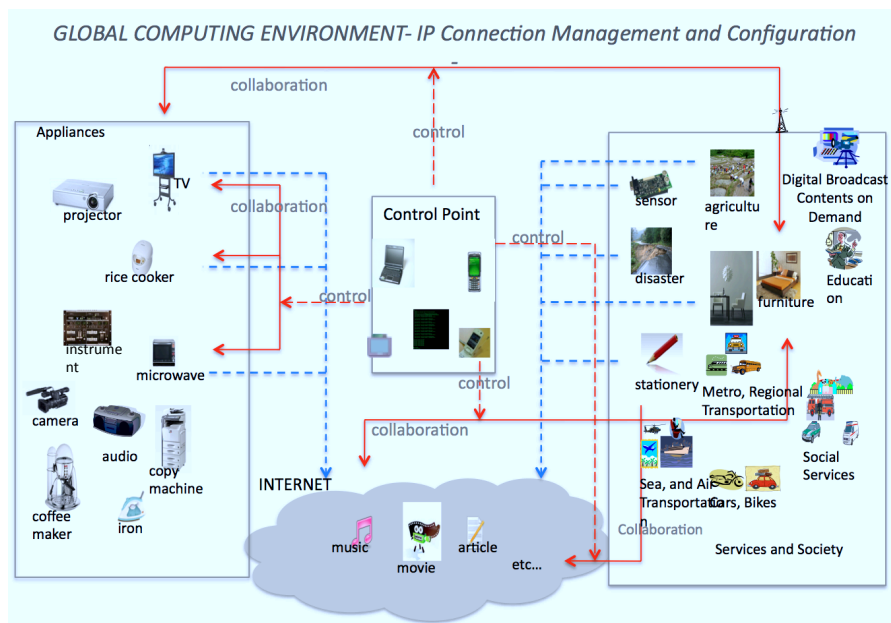 GLOBAL COMPUTING ENVIRONMENT- IP Connection Management and Configuration
-
collaboration
control
Appliances
TV
projector
collaboration
rice cooker
instrume
nt
microwave
camera
audio
copy
machine
coffee
maker
iron
Control Point
control
control
control
collaboration
INTERNET
music
movie
article
etc...
sensor
agricultu
re
Digital Broadcast
Contents on
Demand
disaster
furniture
Educati
on
stationery
Metro, Regional
Transportation
Social
Services
Sea, and Air
Transportatio
n
Cars, Bikes
Collaboration
Services and Society